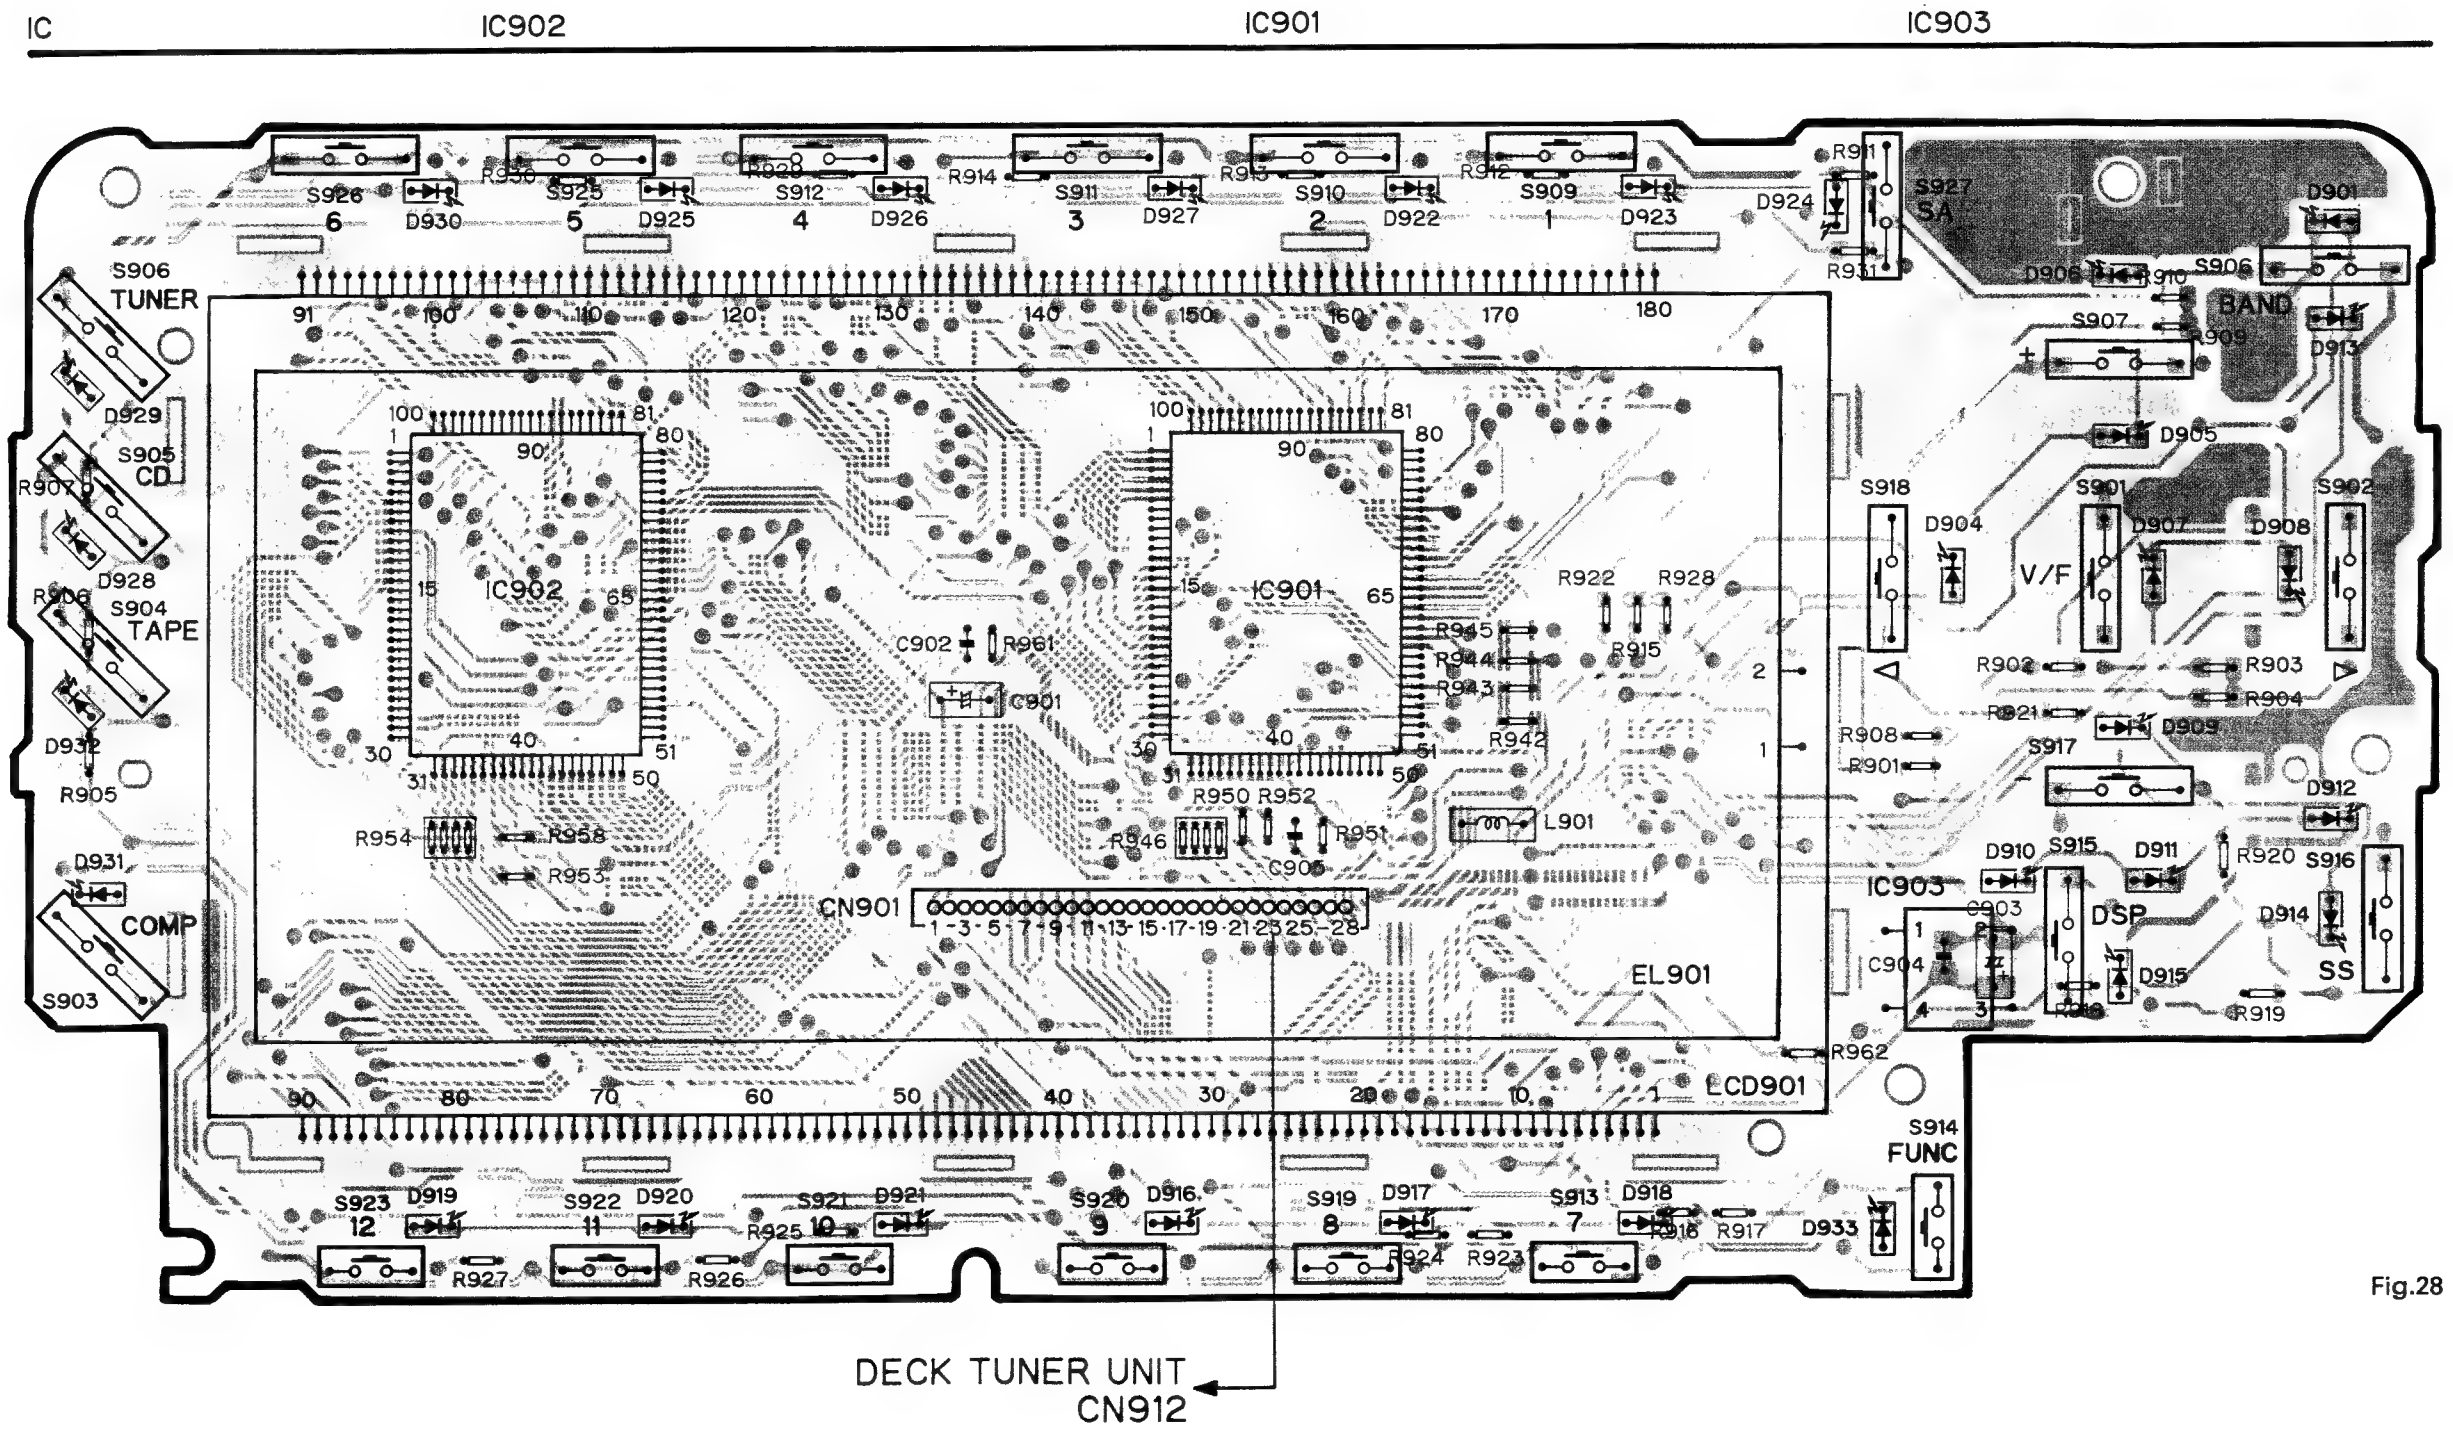 IC IC902 IC901 IC903
R930 R929 R914 R913 R912 R911
S926 S925 S912 S911 S910 S909 D924 S927 D901
6 D930 5 D925 4 D926 3 D927 2 D922 1 D923 SA
R931
S906 D906 R910 S906
TUNER BAND
91 100 110 120 130 140 150 160 170 180
S907 R909
+ D913
D929
100 81 100 81
1 80 1 80
90 90
D905
S905
CD
R907
S918 S901 S902
D904 D907 D908
D928
15 IC902 65 15 IC901 65
R922 R928 V/F
R906 S904
TAPE
C902 R961 R945 R915
R944 R902 R903
2
R943 R904
C901
R921 D909
D932 30 40 51 30 40 51 R942 1 R908
S917
R901
31 50 31 50
-
R905
R950 R952 D912
R954 R958 R946 R951 L901
C905
D931 R953 D910 S915 D911 R920 S916
IC903
CN901 C903
COMP 1-3-5-7-9-11-13-15-17-19-21-23-25--28 DSP D914
1 2
C904 EL901 D915 SS
+
S903 4 3 R918 R919
R962
90 80 70 60 50 40 30 20 10 1 LCD901
S914
FUNC
S923 D919 S922 D920 S921 D921 S920 D916 S919 D917 S913 D918
12 11 R925 10 9 8 7 R916 R917 D933
R927 R926 R924 R923
Fig.28
DECK TUNER UNIT
CN912